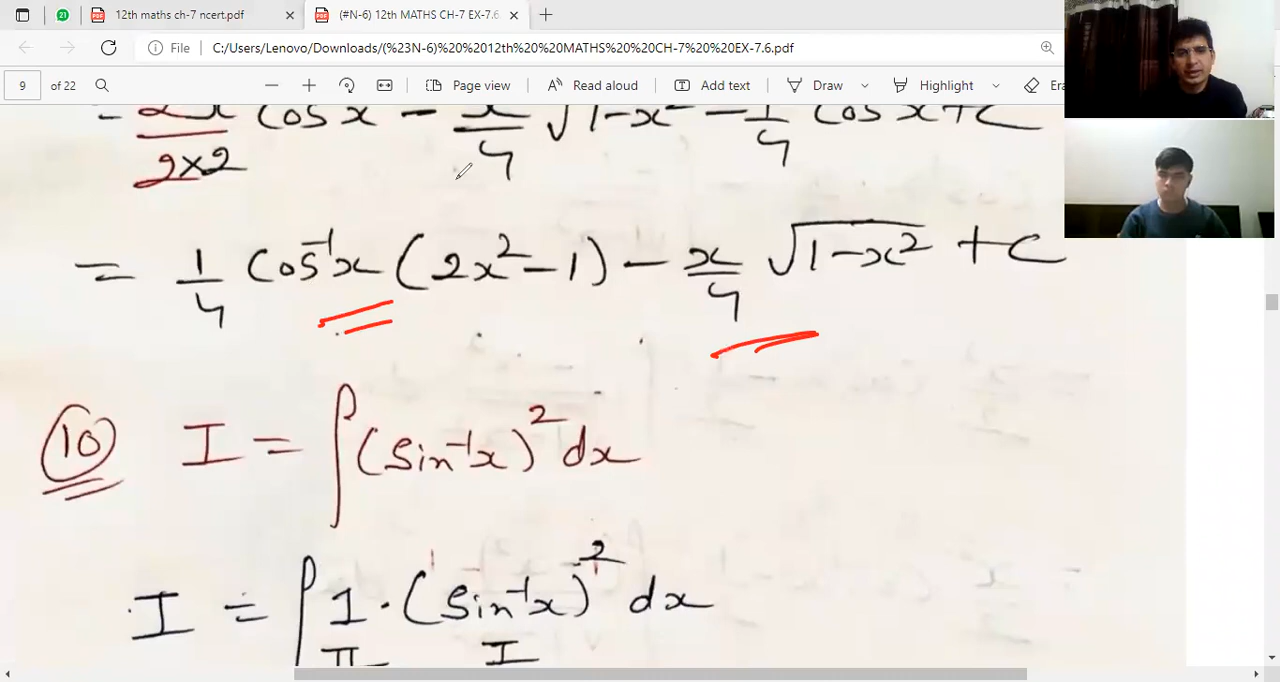 21 12th maths ch-7 ncert.pdf (#N-6) 12th MATHS CH-7 EX-7.6.p
File C:/Users/Lenovo/Downloads/(%23N-6)%20%2012th%20%20MATHS%20%20CH-7%20%20EX-7.6.pdf
9 of 22 Page view Read aloud Add text Draw Highlight Era
= cos x - x/4 √1-x² - 1/4 cos x + c
2×2
= 1/4 cos⁻¹x (2x² - 1) - x/4 √1-x² + c
10 I = ∫(sin⁻¹x)² dx
I = ∫ 1 · (sin⁻¹x)² dx
II I